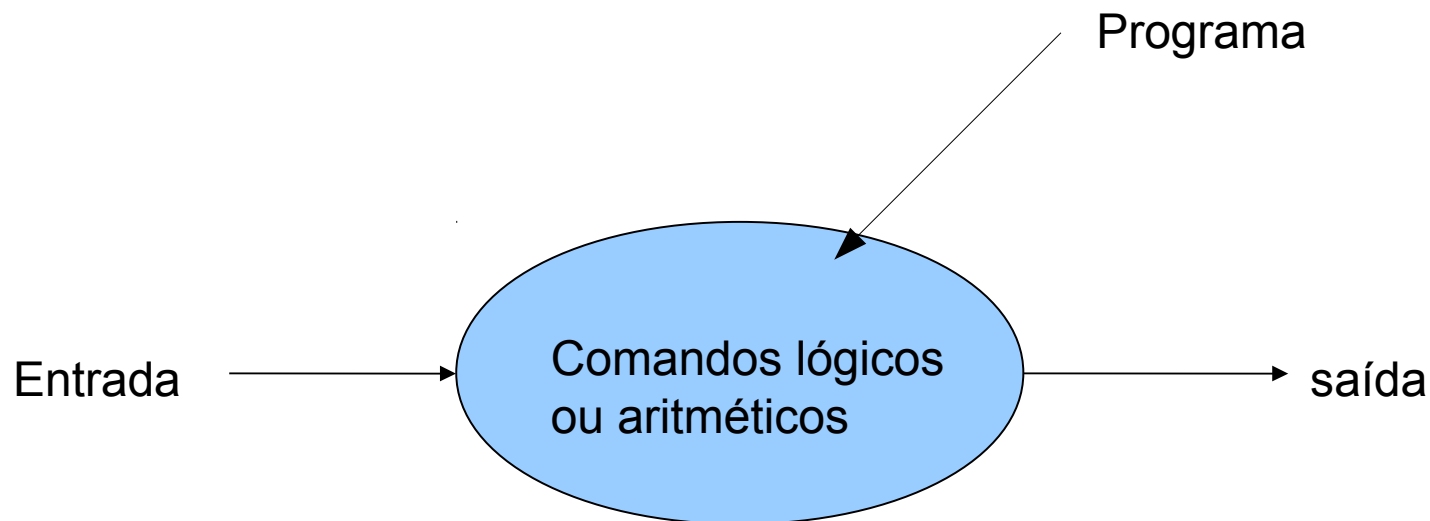 Programa
Entrada
Comandos lógicos
ou aritméticos
saída